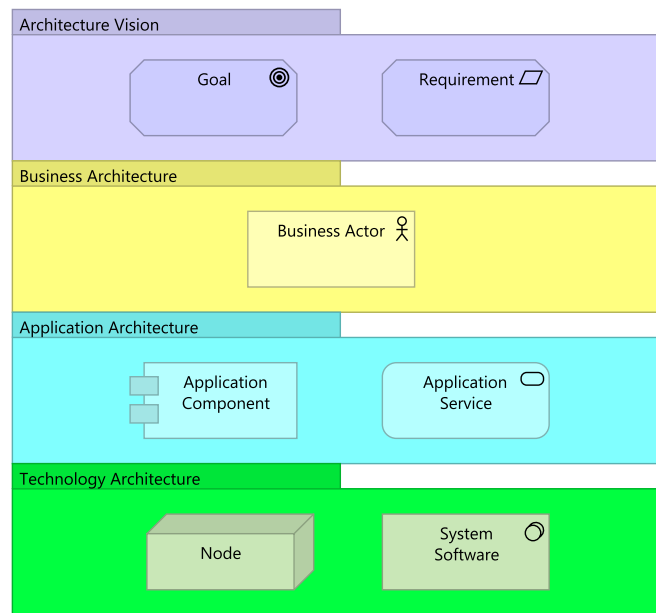 Architecture Vision
Goal
Requirement
Business Architecture
Business Actor
Application Architecture
Application
Component
Application
Service
Technology Architecture
Node
System
Software